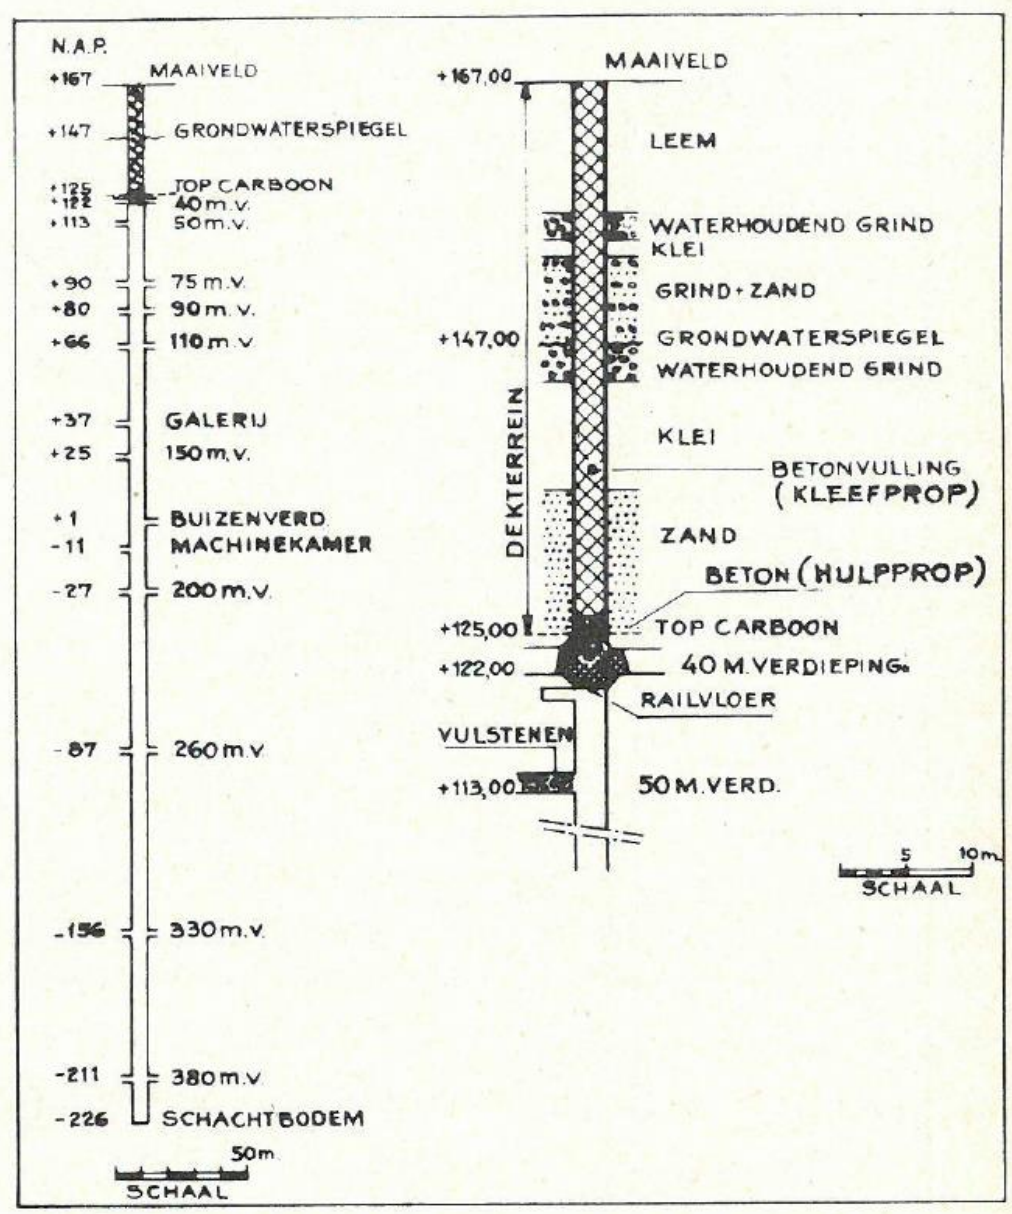 N.A.P.
+167 MAAIVELD
+147 GRONDWATERSPIEGEL
+125 TOP CARBOON
+122 40 m.v.
+113 50 m.v.
+90 75 m.v.
+80 90 m.v.
+66 110 m.v.
+37 GALERIJ
+25 150 m.v.
+1 BUIZENVERD
-11 MACHINEKAMER
-27 200 m.v.
-87 260 m.v.
-156 330 m.v.
-211 380 m.v.
-226 SCHACHTBODEM
50m
SCHAAL
+167,00 MAAIVELD
LEEM
WATERHOUDEND GRIND
KLEI
GRIND+ZAND
+147,00 GRONDWATERSPIEGEL
WATERHOUDEND GRIND
DEKTERREIN
KLEI
BETONVULLING
(KLEEFPROP)
ZAND
BETON (HULPPROP)
+125,00 TOP CARBOON
+122,00 40 M. VERDIEPING.
RAILVLOER
VULSTENEN
+113,00 50 M. VERD.
5 10m
SCHAAL